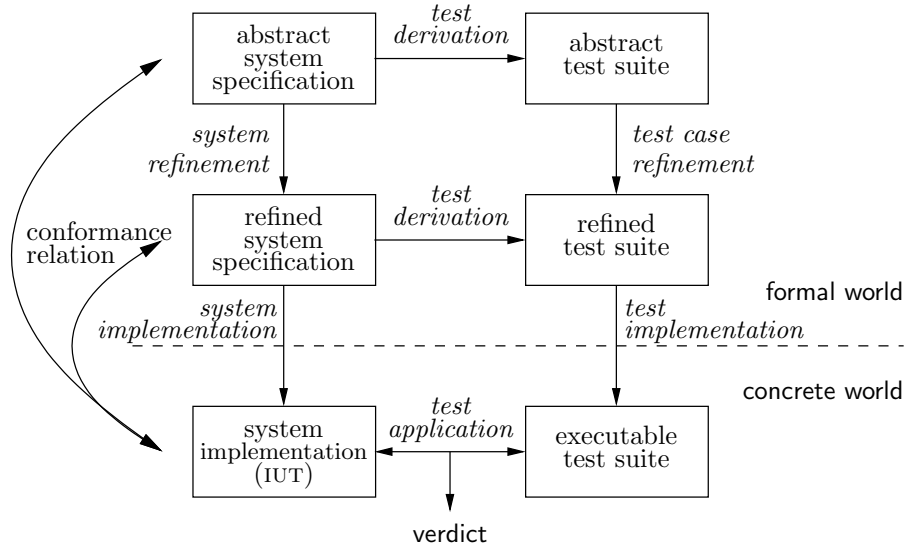 abstract
system
specification
test
derivation
abstract
test suite
system
refinement
test case
refinement
conformance
relation
refined
system
specification
test
derivation
refined
test suite
formal world
system
implementation
test
implementation
concrete world
system
implementation
(IUT)
test
application
executable
test suite
verdict